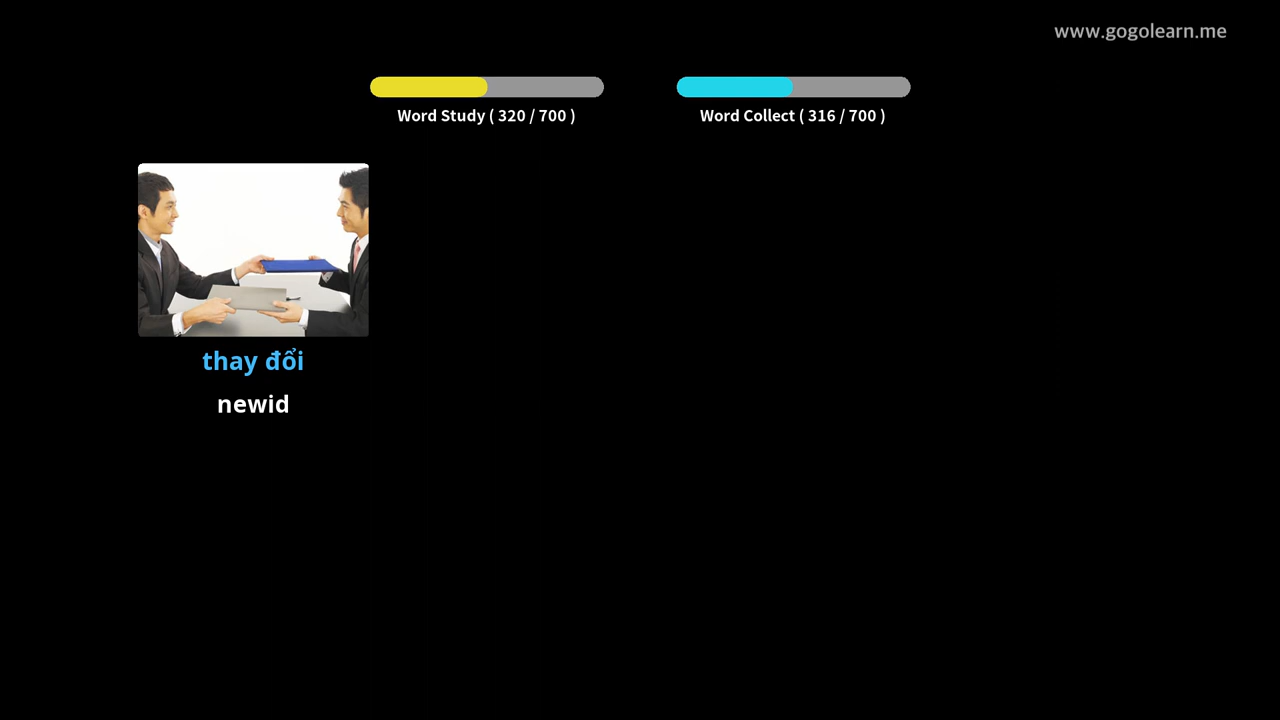 www.gogolearn.me
Word Study ( 320 / 700 )
Word Collect ( 316 / 700 )
thay đổi
newid